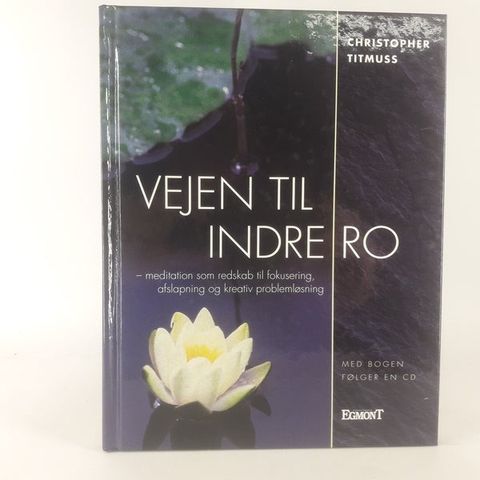 CHRISTOPHER
TITMUSS
VEJEN TIL
INDRE RO
– meditation som redskab til fokusering,
afslapning og kreativ problemløsning
MED BOGEN
FØLGER EN CD
EGMONT